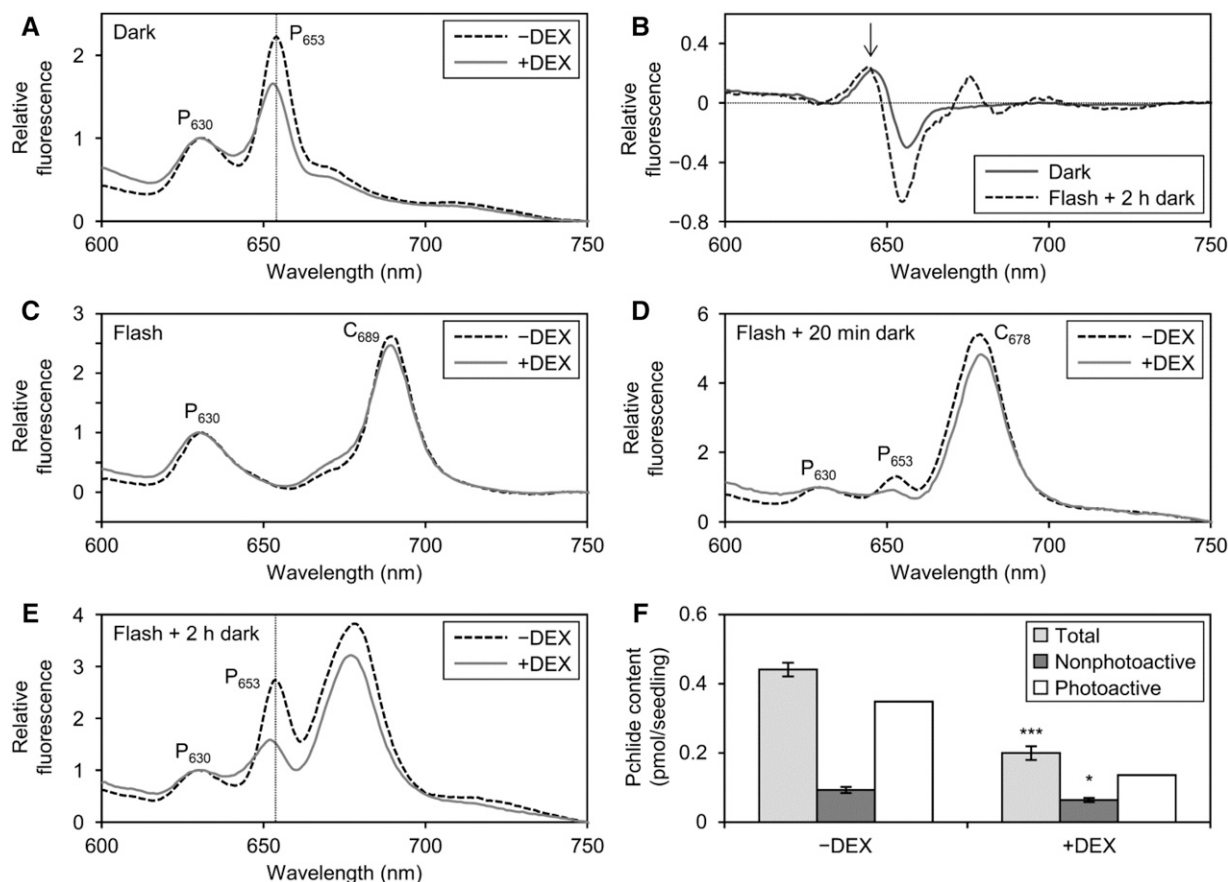 A
Dark
P653
P630
−DEX
+DEX
Relative
fluorescence
2
1
0
600
650
700
750
Wavelength (nm)
B
Dark
Flash + 2 h dark
Relative
fluorescence
0.4
0
−0.4
−0.8
600
650
700
750
Wavelength (nm)
C
Flash
C689
P630
−DEX
+DEX
Relative
fluorescence
3
2
1
0
600
650
700
750
Wavelength (nm)
D
Flash + 20 min dark
C678
P630
P653
−DEX
+DEX
Relative
fluorescence
6
4
2
0
600
650
700
750
Wavelength (nm)
E
Flash + 2 h dark
P653
P630
−DEX
+DEX
Relative
fluorescence
4
3
2
1
0
600
650
700
750
Wavelength (nm)
F
Total
Nonphotoactive
Photoactive
Pchlide content
(pmol/seedling)
0.6
0.4
0.2
0
***
*
−DEX
+DEX